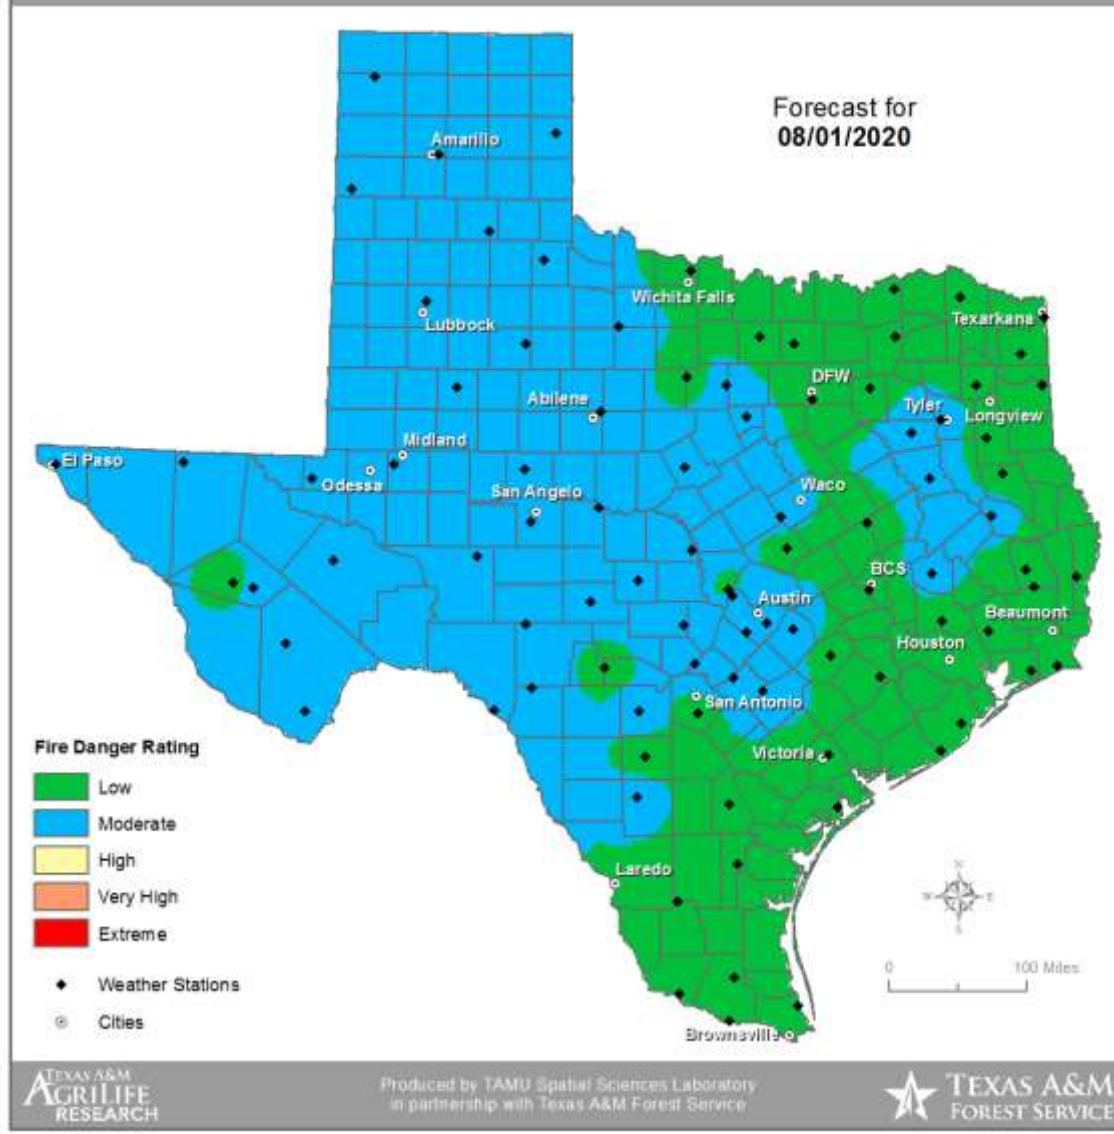 Forecast for
08/01/2020
Amarillo
Wichita Falls
Texarkana
Lubbock
DFW
Abilene
Tyler
Longview
Midland
El Paso
Odessa
San Angelo
Waco
BCS
Austin
Beaumont
Houston
San Antonio
Victoria
Fire Danger Rating
Low
Moderate
High
Very High
Extreme
Laredo
N
W
E
S
0 100 Miles
Weather Stations
Cities
Brownsville
TEXAS A&M
AGRILIFE
RESEARCH
Produced by TAMU Spatial Sciences Laboratory
in partnership with Texas A&M Forest Service
TEXAS A&M
FOREST SERVICE